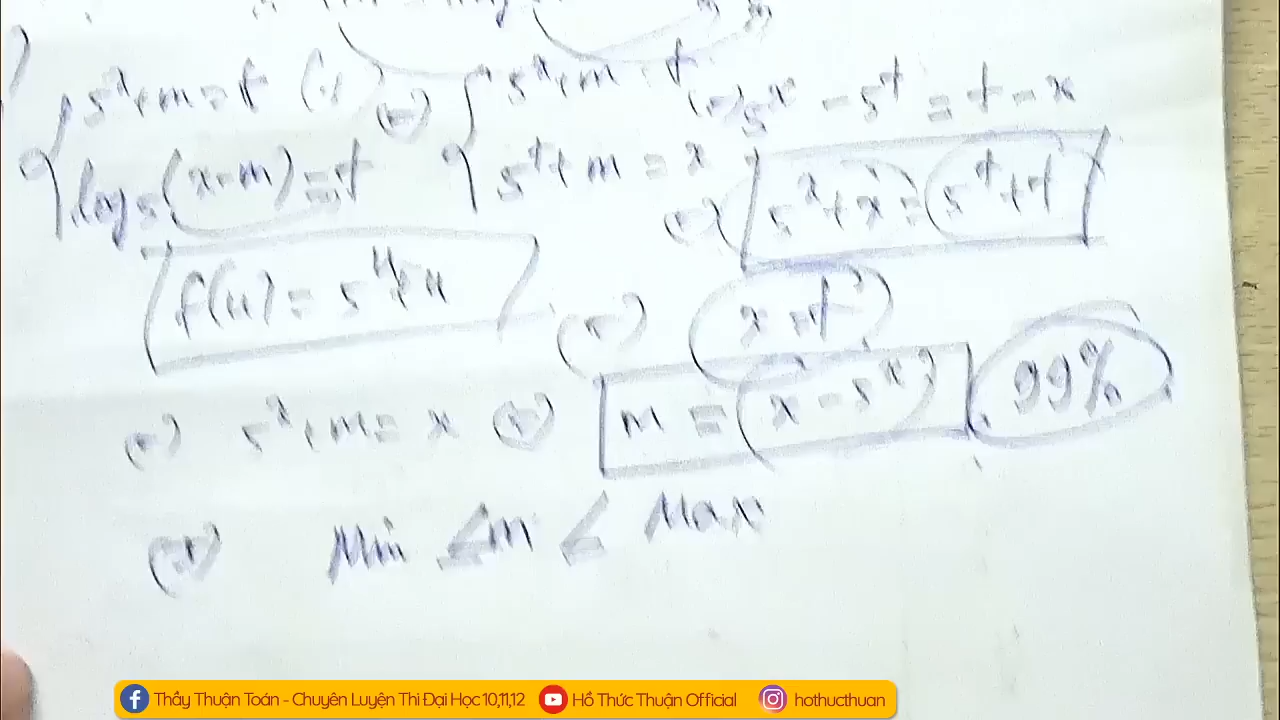 5^x + m = t (1) (=) 5^x + m = t (=) 5^x - 5^t = t - x
log_5(x - m) = t 5^t + m = x (=) 5^x + x = 5^t + t
f(u) = 5^u + u (=) x = t
(=) 5^x + m = x (=) m = x - 5^x 99%
(=) Min ≤ m ≤ Max
Thầy Thuận Toán - Chuyên Luyện Thi Đại Học 10,11,12 Hồ Thức Thuận Official hothucthuan